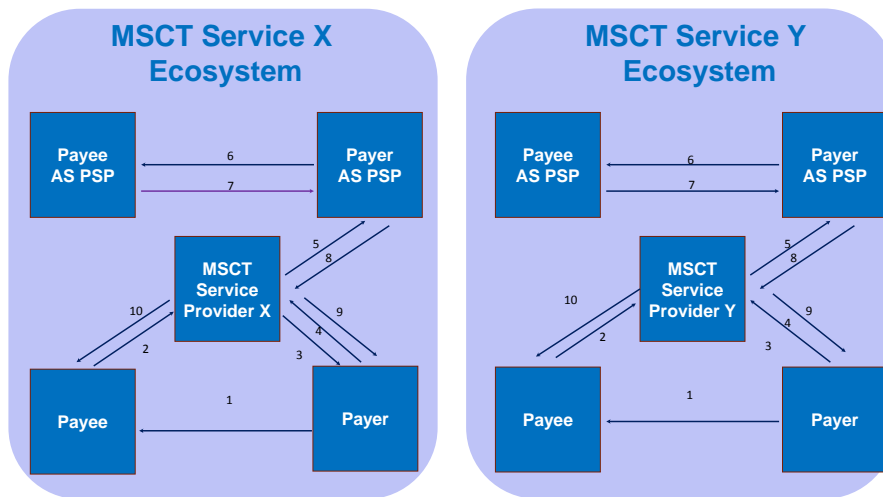 MSCT Service X
Ecosystem
Payee
AS PSP
Payer
AS PSP
6
7
MSCT
Service
Provider X
5
8
10
2
9
4
3
Payee
1
Payer
MSCT Service Y
Ecosystem
Payee
AS PSP
Payer
AS PSP
6
7
MSCT
Service
Provider Y
5
8
10
2
9
4
3
Payee
1
Payer